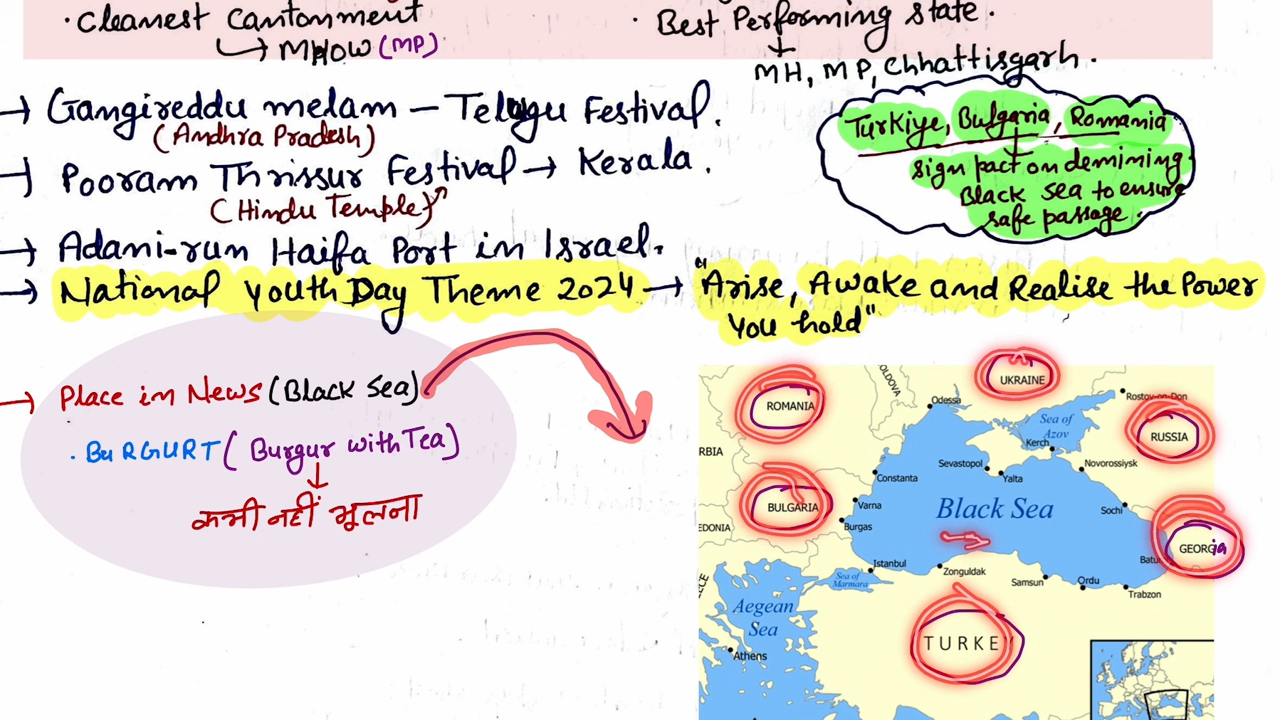 · Cleanest Cantonment
→ MHOW (MP)
· Best Performing state.
MH, MP, Chhattisgarh.
→ Gangireddu melam – Telugu Festival.
(Andhra Pradesh)
→ Pooram Thrissur Festival → Kerala.
(Hindu Temple)
→ Adani-run Haifa Port in Israel.
→ National Youth Day Theme 2024 → "Arise, Awake and Realise the Power
You hold"
Turkiye, Bulgaria, Romania
sign pact on demining
Black sea to ensure
safe passage.
→ Place in News (Black Sea)
· BURGURT (Burgur with Tea)
कभी नहीं भूलना
ROMANIA
OLDOVA
UKRAINE
Odessa
Rostov-on-Don
Sea of
Azov
RUSSIA
Kerch
RBIA
Sevastopol
Yalta
Novorossiysk
Constanta
BULGARIA
Varna
Black Sea
Sochi
EDONIA
Burgas
GEORGia
Batu
Istanbul
Zonguldak
Sea of
Marmara
Samsun
Ordu
Trabzon
ECE
Aegean
Sea
TURKEY
Athens